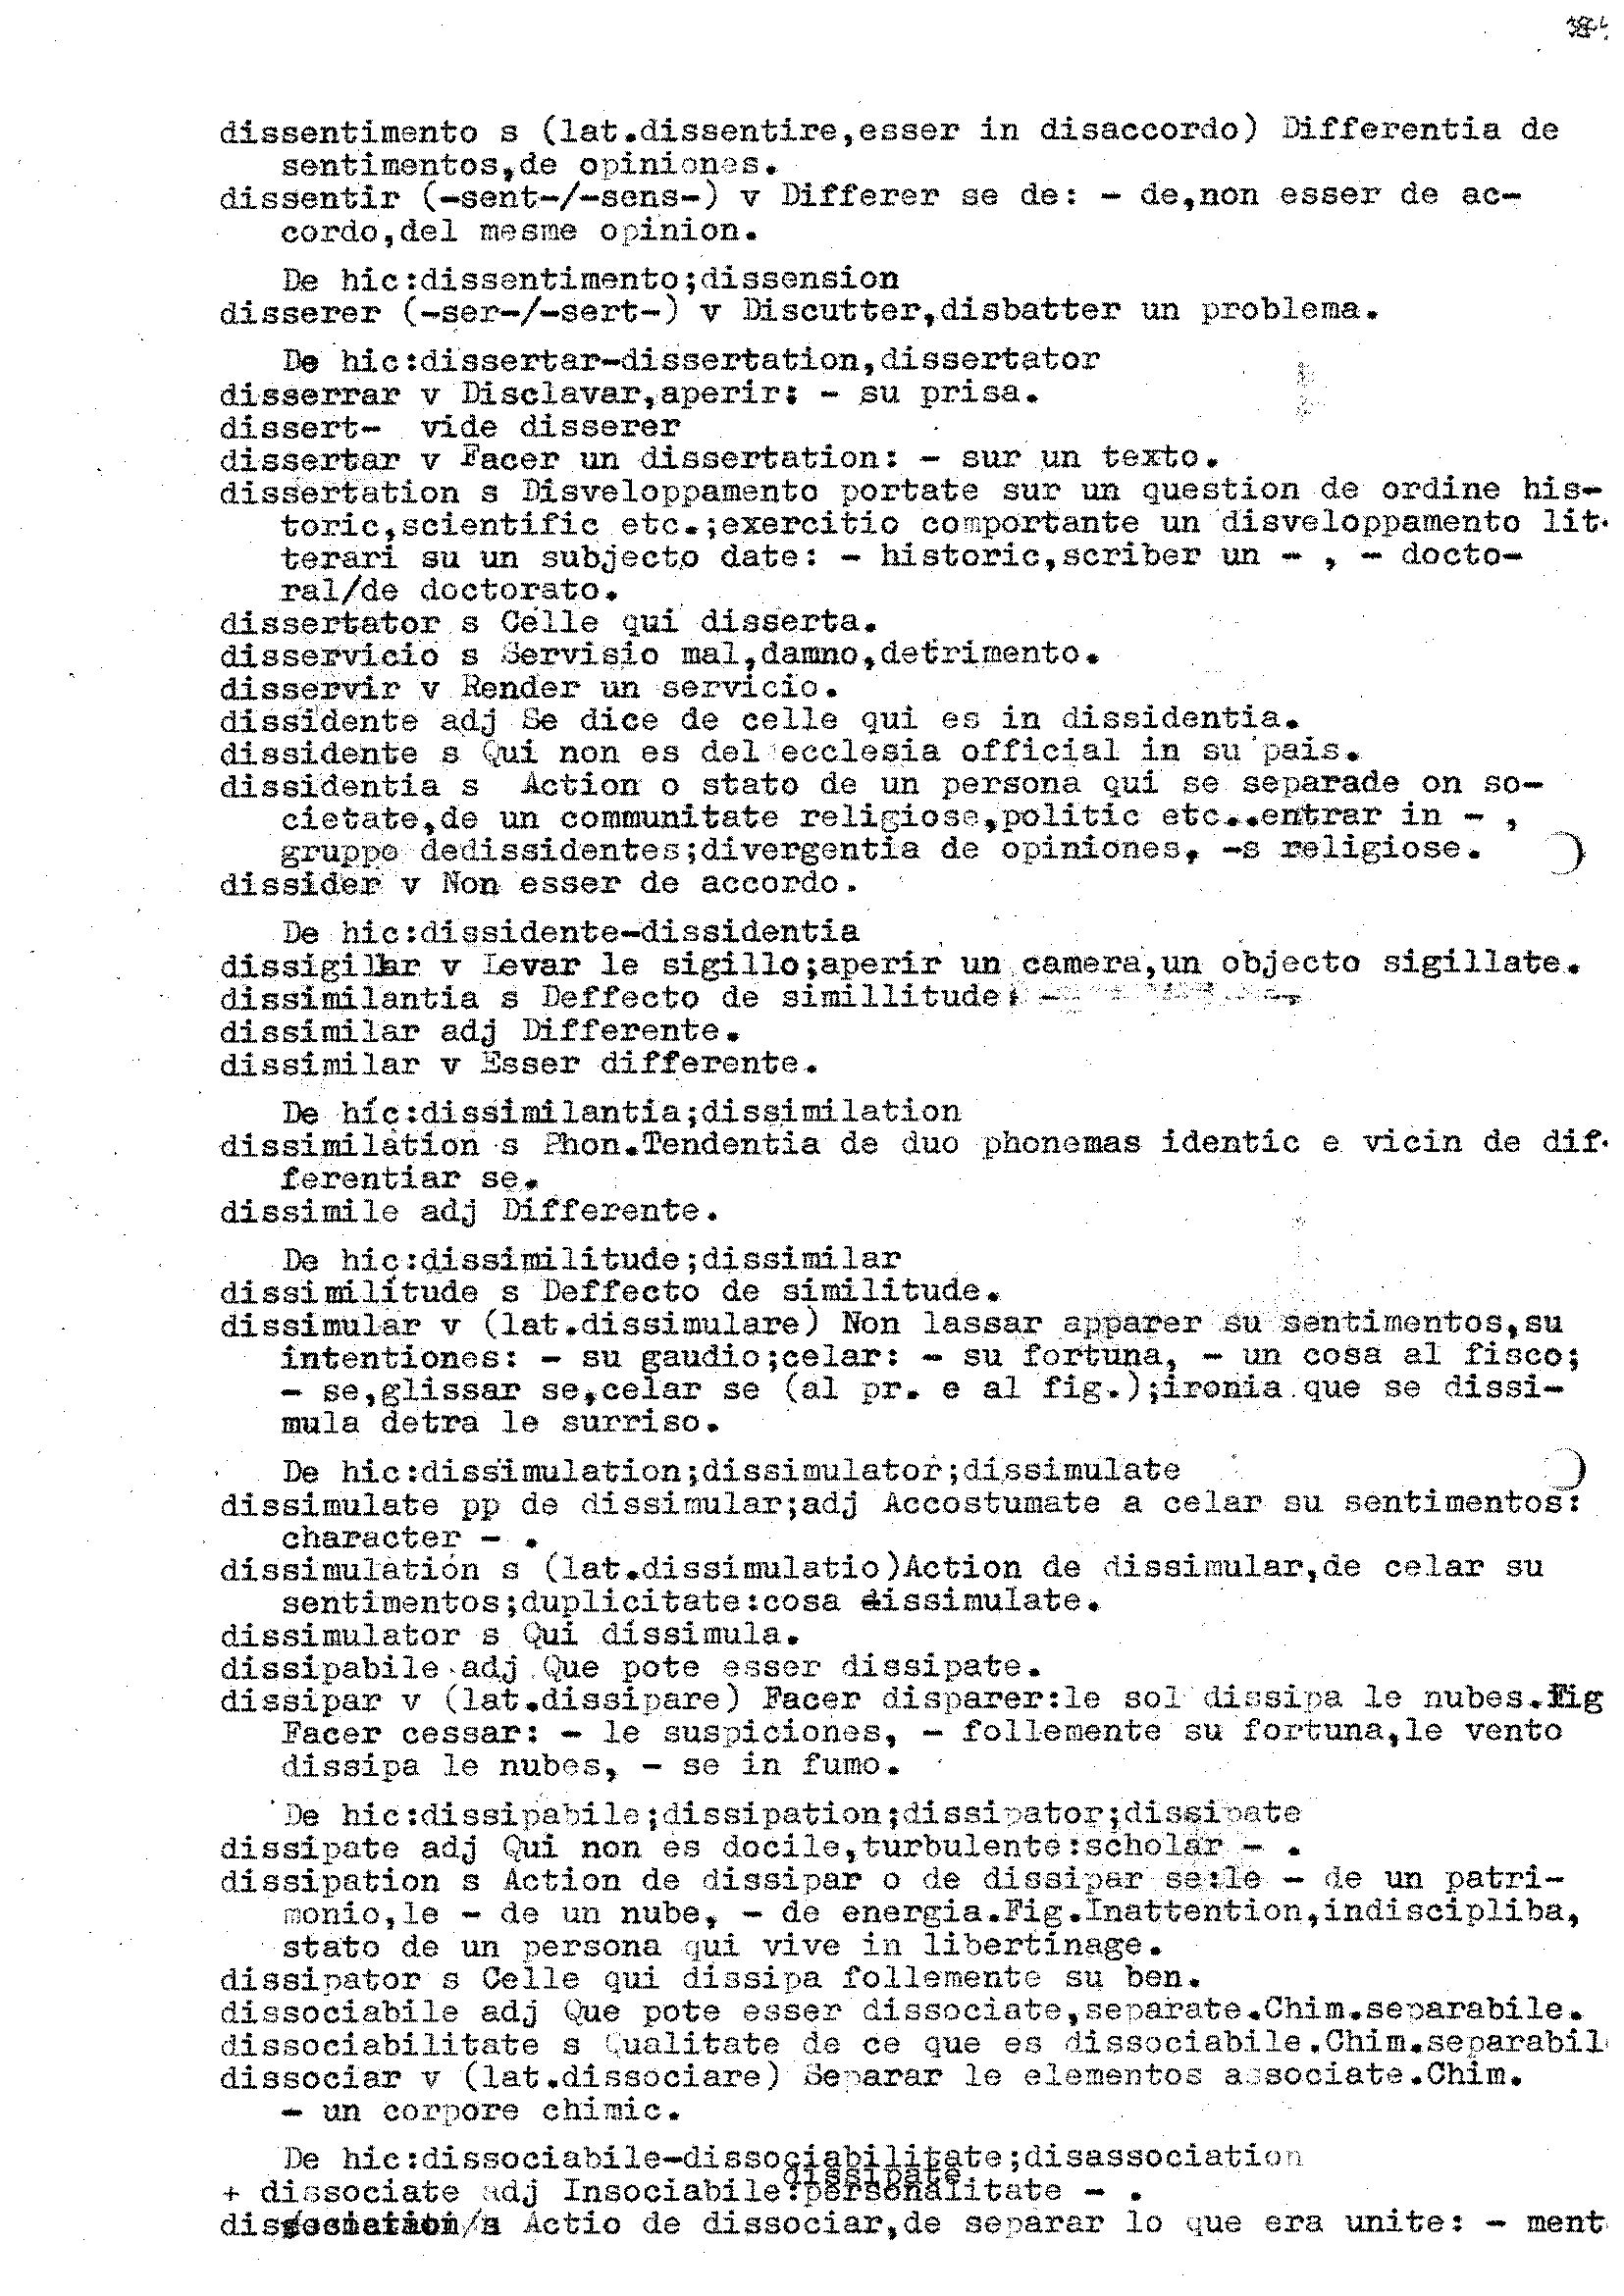 dissentimento s (lat.dissentire,esser in disaccordo) Differentia de
sentimentos,de opiniones.
dissentir (-sent-/-sens-) v Differer se de: - de,non esser de ac-
cordo,del mesme opinion.
De hic:dissentimento;dissension
disserer (-ser-/-sert-) v Discutter,disbatter un problema.
De hic:dissertar-dissertation,dissertator
disserrar v Disclavar,aperir: - su prisa.
dissert- vide disserer
dissertar v Facer un dissertation: - sur un texto.
dissertation s Disveloppamento portate sur un question de ordine his-
toric,scientific etc.;exercitio comportante un disveloppamento lit-
terari su un subjecto date: - historic,scriber un - , - docto-
ral/de doctorato.
dissertator s Celle qui disserta.
disservicio s Servisio mal,damno,detrimento.
disservir v Render un servicio.
dissidente adj Se dice de celle qui es in dissidentia.
dissidente s Qui non es del ecclesia official in su pais.
dissidentia s Action o stato de un persona qui se separade on so-
cietate,de un communitate religiose,politic etc..entrar in - ,
gruppo dedissidentes;divergentia de opiniones, -s religiose.
dissider v Non esser de accordo.
De hic:dissidente-dissidentia
dissigillar v Levar le sigillo;aperir un camera,un objecto sigillate.
dissimilantia s Deffecto de simillitude
dissimilar adj Differente.
dissimilar v Esser differente.
De hic:dissimilantia;dissimilation
dissimilation s Phon.Tendentia de duo phonemas identic e vicin de dif-
ferentiar se.
dissimile adj Differente.
De hic:dissimilitude;dissimilar
dissimilitude s Deffecto de similitude.
dissimular v (lat.dissimulare) Non lassar apparer su sentimentos,su
intentiones: - su gaudio;celar: - su fortuna, - un cosa al fisco;
- se,glissar se,celar se (al pr. e al fig.);ironia que se dissi-
mula detra le surriso.
De hic:dissimulation;dissimulator;dissimulate
dissimulate pp de dissimular;adj Accostumate a celar su sentimentos:
character - .
dissimulation s (lat.dissimulatio)Action de dissimular,de celar su
sentimentos;duplicitate:cosa dissimulate.
dissimulator s Qui dissimula.
dissipabile adj Que pote esser dissipate.
dissipar v (lat.dissipare) Facer disparer:le sol dissipa le nubes.Fig
Facer cessar: - le suspiciones, - follemente su fortuna,le vento
dissipa le nubes, - se in fumo.
De hic:dissipabile;dissipation;dissipator;dissipate
dissipate adj Qui non es docile,turbulente:scholar - .
dissipation s Action de dissipar o de dissipar se:le - de un patri-
monio,le - de un nube, - de energia.Fig.Inattention,indiscipliba,
stato de un persona qui vive in libertinage.
dissipator s Celle qui dissipa follemente su ben.
dissociabile adj Que pote esser dissociate,separate.Chim.separabile.
dissociabilitate s Qualitate de ce que es dissociabile.Chim.separabil
dissociar v (lat.dissociare) Separar le elementos associate.Chim.
- un corpore chimic.
De hic:dissociabile-dissociabilitate;disassociation
dissipate
+ dissociate adj Insociabile:personalitate - .
Actio de dissociar,de separar lo que era unite: - ment